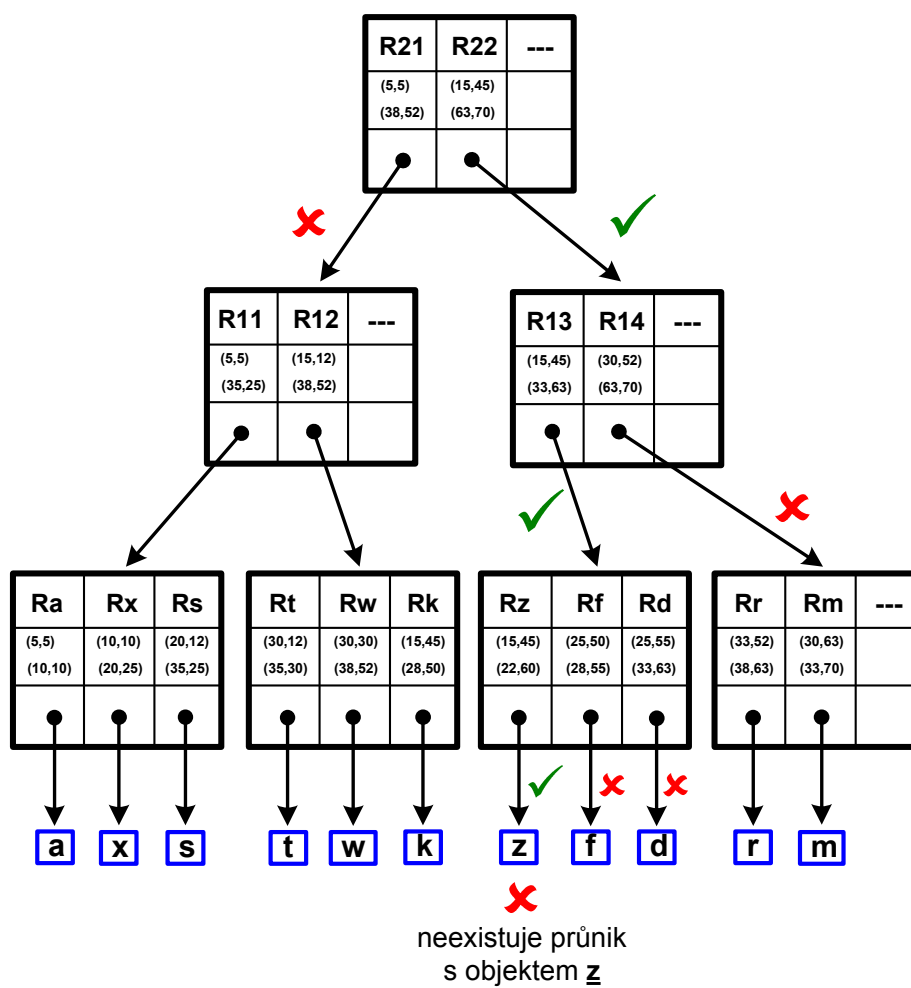 R21 R22 ---
(5,5) (15,45)
(38,52) (63,70)
R11 R12 ---
(5,5) (15,12)
(35,25) (38,52)
R13 R14 ---
(15,45) (30,52)
(33,63) (63,70)
Ra Rx Rs
(5,5) (10,10) (20,12)
(10,10) (20,25) (35,25)
Rt Rw Rk
(30,12) (30,30) (15,45)
(35,30) (38,52) (28,50)
Rz Rf Rd
(15,45) (25,50) (25,55)
(22,60) (28,55) (33,63)
Rr Rm ---
(33,52) (30,63)
(38,63) (33,70)
a x s t w k z f d r m
neexistuje průnik
s objektem z